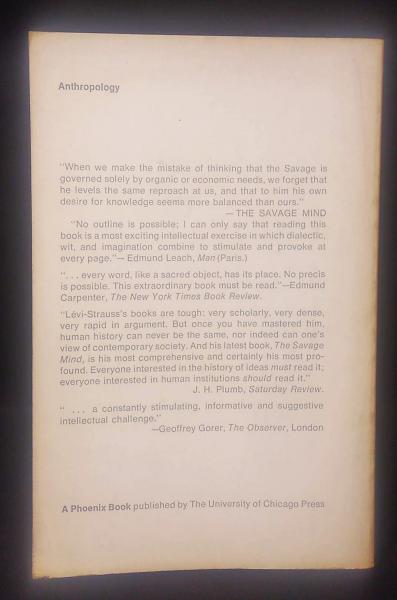 Anthropology
"When we make the mistake of thinking that the Savage is
governed solely by organic or economic needs, we forget that
he levels the same reproach at us, and that to him his own
desire for knowledge seems more balanced than ours."
—THE SAVAGE MIND
"No outline is possible; I can only say that reading this
book is a most exciting intellectual exercise in which dialectic,
wit, and imagination combine to stimulate and provoke at
every page."— Edmund Leach, Man (Paris.)
". . . every word, like a sacred object, has its place. No precis
is possible. This extraordinary book must be read."—Edmund
Carpenter, The New York Times Book Review.
"Lévi-Strauss's books are tough: very scholarly, very dense,
very rapid in argument. But once you have mastered him,
human history can never be the same, nor indeed can one's
view of contemporary society. And his latest book, The Savage
Mind, is his most comprehensive and certainly his most pro-
found. Everyone interested in the history of ideas must read it;
everyone interested in human institutions should read it."
J. H. Plumb, Saturday Review.
" . . . a constantly stimulating, informative and suggestive
intellectual challenge."
—Geoffrey Gorer, The Observer, London
A Phoenix Book published by The University of Chicago Press